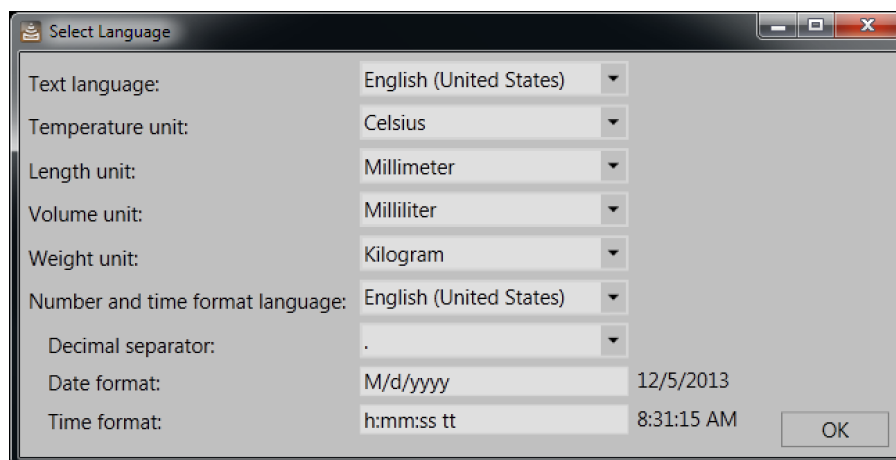 Select Language
Text language: English (United States)
Temperature unit: Celsius
Length unit: Millimeter
Volume unit: Milliliter
Weight unit: Kilogram
Number and time format language: English (United States)
Decimal separator: .
Date format: M/d/yyyy 12/5/2013
Time format: h:mm:ss tt 8:31:15 AM
OK